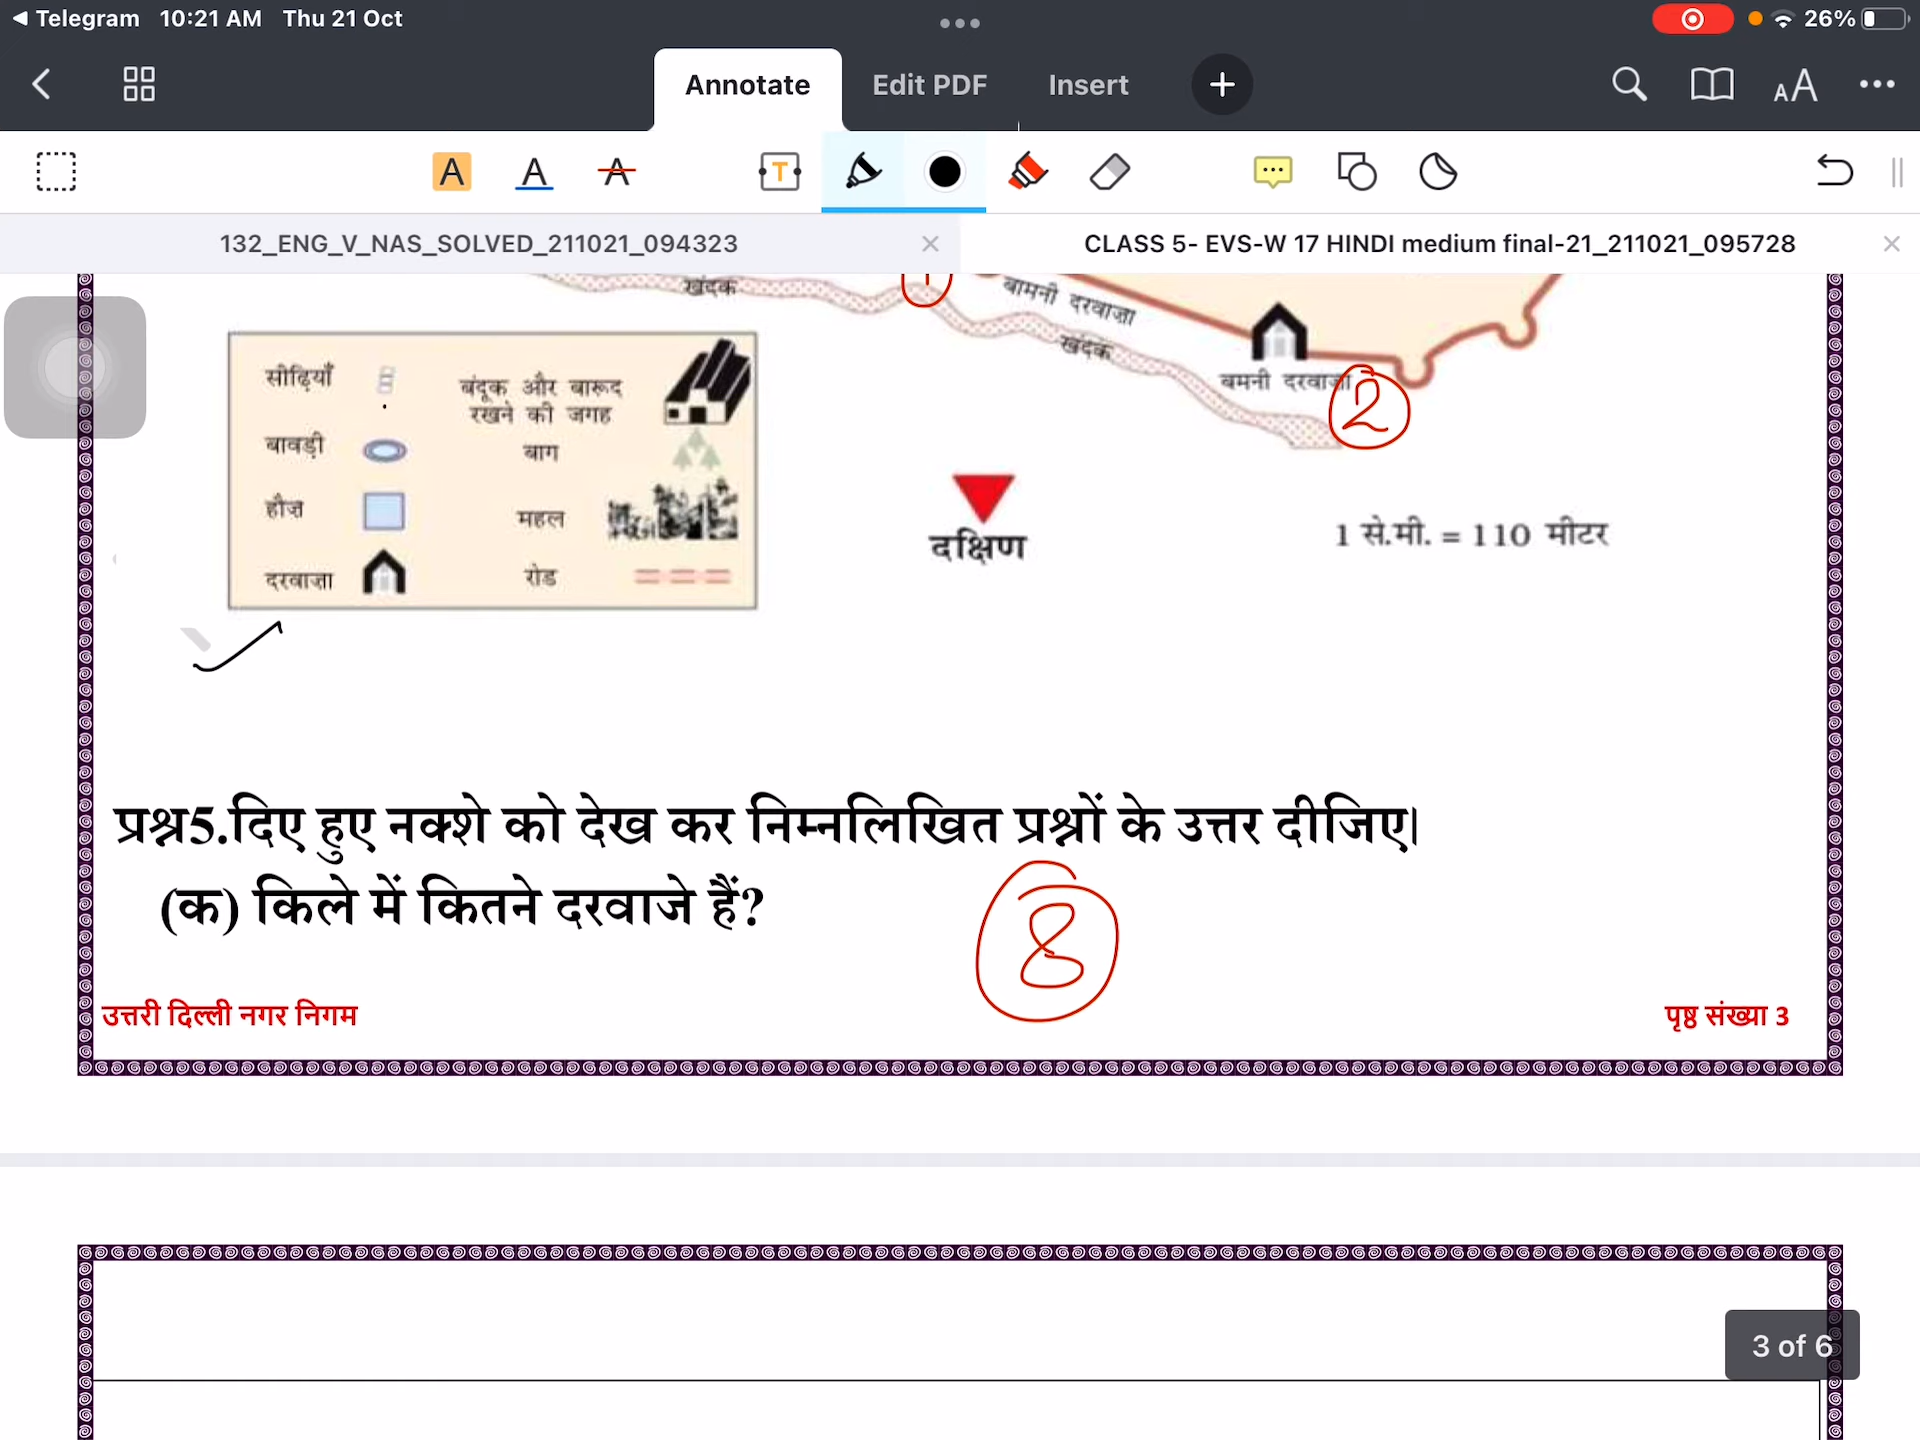 Telegram 10:21 AM Thu 21 Oct
26%
Annotate
Edit PDF
Insert
132_ENG_V_NAS_SOLVED_211021_094323
CLASS 5- EVS-W 17 HINDI medium final-21_211021_095728
खंदक
1
बामनी दरवाज़ा
खंदक
बमनी दरवाज़ा
2
सीढ़ियाँ
बंदूक और बारूद
रखने की जगह
बावड़ी
बाग
हौज़
महल
दरवाज़ा
रोड
दक्षिण
1 से.मी. = 110 मीटर
प्रश्न5.दिए हुए नक्शे को देख कर निम्नलिखित प्रश्नों के उत्तर दीजिए|
(क) किले में कितने दरवाजे हैं?
8
उत्तरी दिल्ली नगर निगम
पृष्ठ संख्या 3
3 of 6